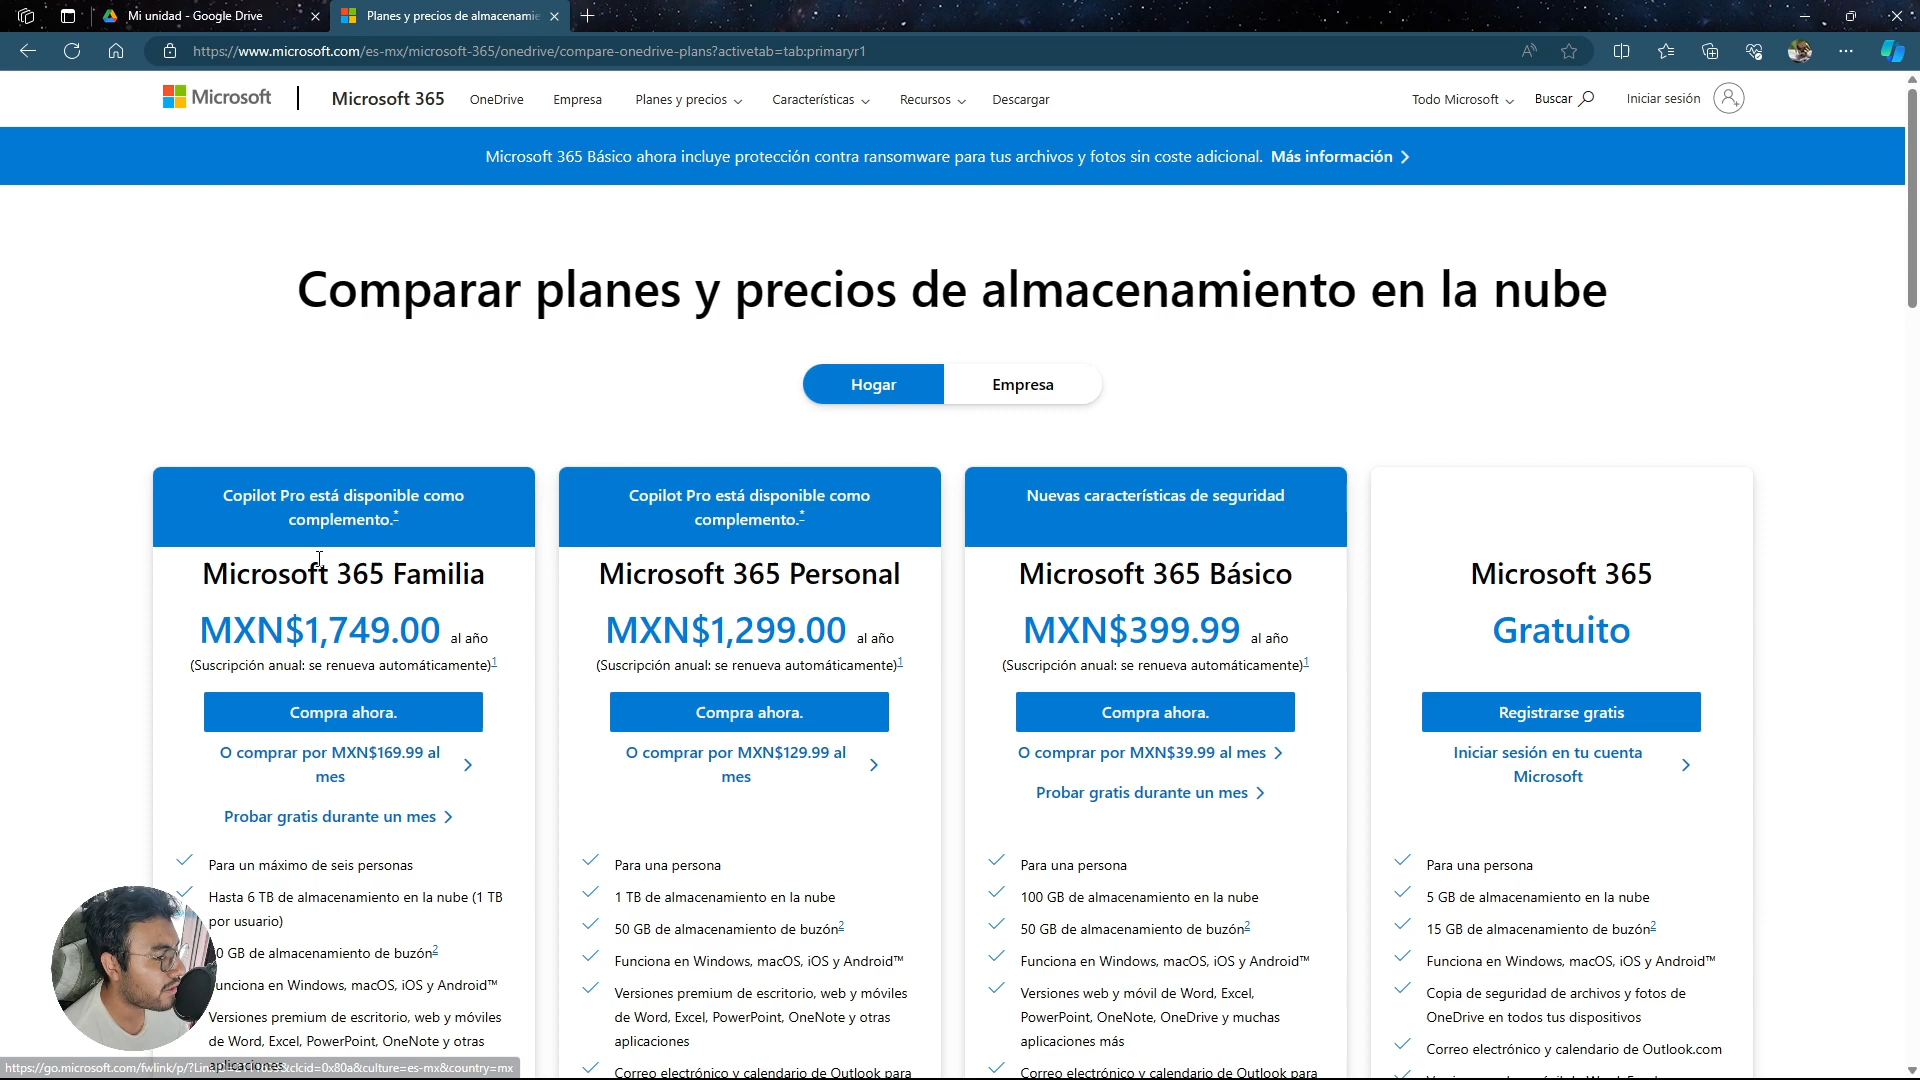 Mi unidad - Google Drive
Planes y precios de almacenamie
https://www.microsoft.com/es-mx/microsoft-365/onedrive/compare-onedrive-plans?activetab=tab:primaryr1
Microsoft
Microsoft 365
OneDrive
Empresa
Planes y precios
Características
Recursos
Descargar
Todo Microsoft
Buscar
Iniciar sesión
Microsoft 365 Básico ahora incluye protección contra ransomware para tus archivos y fotos sin coste adicional. Más información
Comparar planes y precios de almacenamiento en la nube
Hogar
Empresa
Copilot Pro está disponible como
complemento.*
Microsoft 365 Familia
MXN$1,749.00 al año
(Suscripción anual: se renueva automáticamente)1
Compra ahora.
O comprar por MXN$169.99 al
mes
Probar gratis durante un mes
Para un máximo de seis personas
Hasta 6 TB de almacenamiento en la nube (1 TB
por usuario)
0 GB de almacenamiento de buzón2
unciona en Windows, macOS, iOS y Android™
Versiones premium de escritorio, web y móviles
de Word, Excel, PowerPoint, OneNote y otras
aplicaciones
Copilot Pro está disponible como
complemento.*
Microsoft 365 Personal
MXN$1,299.00 al año
(Suscripción anual: se renueva automáticamente)1
Compra ahora.
O comprar por MXN$129.99 al
mes
Para una persona
1 TB de almacenamiento en la nube
50 GB de almacenamiento de buzón2
Funciona en Windows, macOS, iOS y Android™
Versiones premium de escritorio, web y móviles
de Word, Excel, PowerPoint, OneNote y otras
aplicaciones
Correo electrónico y calendario de Outlook para
Nuevas características de seguridad
Microsoft 365 Básico
MXN$399.99 al año
(Suscripción anual: se renueva automáticamente)1
Compra ahora.
O comprar por MXN$39.99 al mes
Probar gratis durante un mes
Para una persona
100 GB de almacenamiento en la nube
50 GB de almacenamiento de buzón2
Funciona en Windows, macOS, iOS y Android™
Versiones web y móvil de Word, Excel,
PowerPoint, OneNote, OneDrive y muchas
aplicaciones más
Correo electrónico y calendario de Outlook para
Microsoft 365
Gratuito
Registrarse gratis
Iniciar sesión en tu cuenta
Microsoft
Para una persona
5 GB de almacenamiento en la nube
15 GB de almacenamiento de buzón2
Funciona en Windows, macOS, iOS y Android™
Copia de seguridad de archivos y fotos de
OneDrive en todos tus dispositivos
Correo electrónico y calendario de Outlook.com